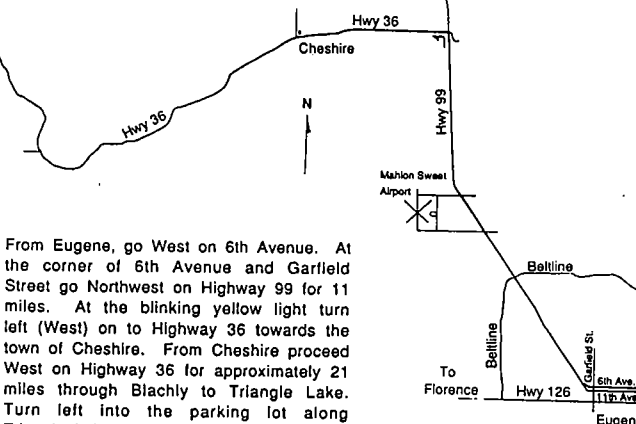 Hwy 36
Cheshire
Hwy 36
N
Hwy 99
Mahlon Sweet
Airport
Beltline
Beltline
Garfield St.
To
Florence
Hwy 126
6th Ave.
11th Ave
Eugen
From Eugene, go West on 6th Avenue. At
the corner of 6th Avenue and Garfield
Street go Northwest on Highway 99 for 11
miles. At the blinking yellow light turn
left (West) on to Highway 36 towards the
town of Cheshire. From Cheshire proceed
West on Highway 36 for approximately 21
miles through Blachly to Triangle Lake.
Turn left into the parking lot along